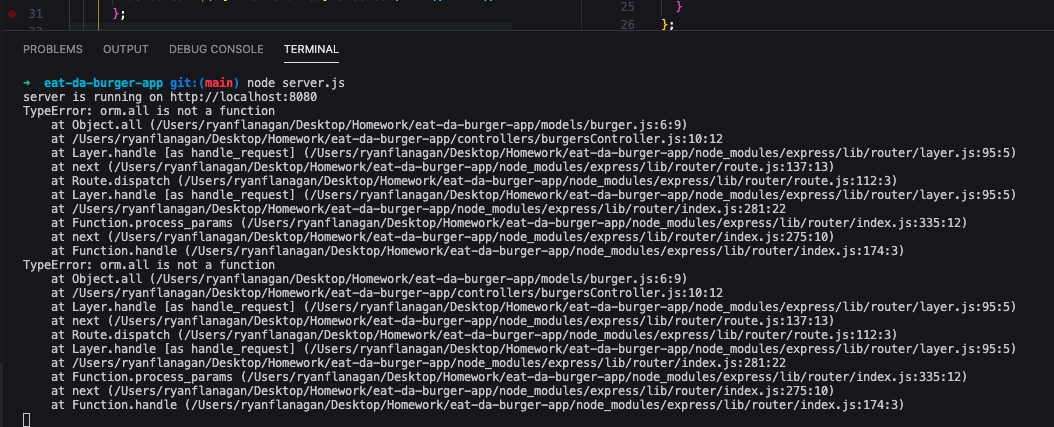 31 };
25 }
26 };
PROBLEMS OUTPUT DEBUG CONSOLE TERMINAL
➜ eat-da-burger-app git:(main) node server.js
server is running on http://localhost:8080
TypeError: orm.all is not a function
at Object.all (/Users/ryanflanagan/Desktop/Homework/eat-da-burger-app/models/burger.js:6:9)
at /Users/ryanflanagan/Desktop/Homework/eat-da-burger-app/controllers/burgersController.js:10:12
at Layer.handle [as handle_request] (/Users/ryanflanagan/Desktop/Homework/eat-da-burger-app/node_modules/express/lib/router/layer.js:95:5)
at next (/Users/ryanflanagan/Desktop/Homework/eat-da-burger-app/node_modules/express/lib/router/route.js:137:13)
at Route.dispatch (/Users/ryanflanagan/Desktop/Homework/eat-da-burger-app/node_modules/express/lib/router/route.js:112:3)
at Layer.handle [as handle_request] (/Users/ryanflanagan/Desktop/Homework/eat-da-burger-app/node_modules/express/lib/router/layer.js:95:5)
at /Users/ryanflanagan/Desktop/Homework/eat-da-burger-app/node_modules/express/lib/router/index.js:281:22
at Function.process_params (/Users/ryanflanagan/Desktop/Homework/eat-da-burger-app/node_modules/express/lib/router/index.js:335:12)
at next (/Users/ryanflanagan/Desktop/Homework/eat-da-burger-app/node_modules/express/lib/router/index.js:275:10)
at Function.handle (/Users/ryanflanagan/Desktop/Homework/eat-da-burger-app/node_modules/express/lib/router/index.js:174:3)
TypeError: orm.all is not a function
at Object.all (/Users/ryanflanagan/Desktop/Homework/eat-da-burger-app/models/burger.js:6:9)
at /Users/ryanflanagan/Desktop/Homework/eat-da-burger-app/controllers/burgersController.js:10:12
at Layer.handle [as handle_request] (/Users/ryanflanagan/Desktop/Homework/eat-da-burger-app/node_modules/express/lib/router/layer.js:95:5)
at next (/Users/ryanflanagan/Desktop/Homework/eat-da-burger-app/node_modules/express/lib/router/route.js:137:13)
at Route.dispatch (/Users/ryanflanagan/Desktop/Homework/eat-da-burger-app/node_modules/express/lib/router/route.js:112:3)
at Layer.handle [as handle_request] (/Users/ryanflanagan/Desktop/Homework/eat-da-burger-app/node_modules/express/lib/router/layer.js:95:5)
at /Users/ryanflanagan/Desktop/Homework/eat-da-burger-app/node_modules/express/lib/router/index.js:281:22
at Function.process_params (/Users/ryanflanagan/Desktop/Homework/eat-da-burger-app/node_modules/express/lib/router/index.js:335:12)
at next (/Users/ryanflanagan/Desktop/Homework/eat-da-burger-app/node_modules/express/lib/router/index.js:275:10)
at Function.handle (/Users/ryanflanagan/Desktop/Homework/eat-da-burger-app/node_modules/express/lib/router/index.js:174:3)